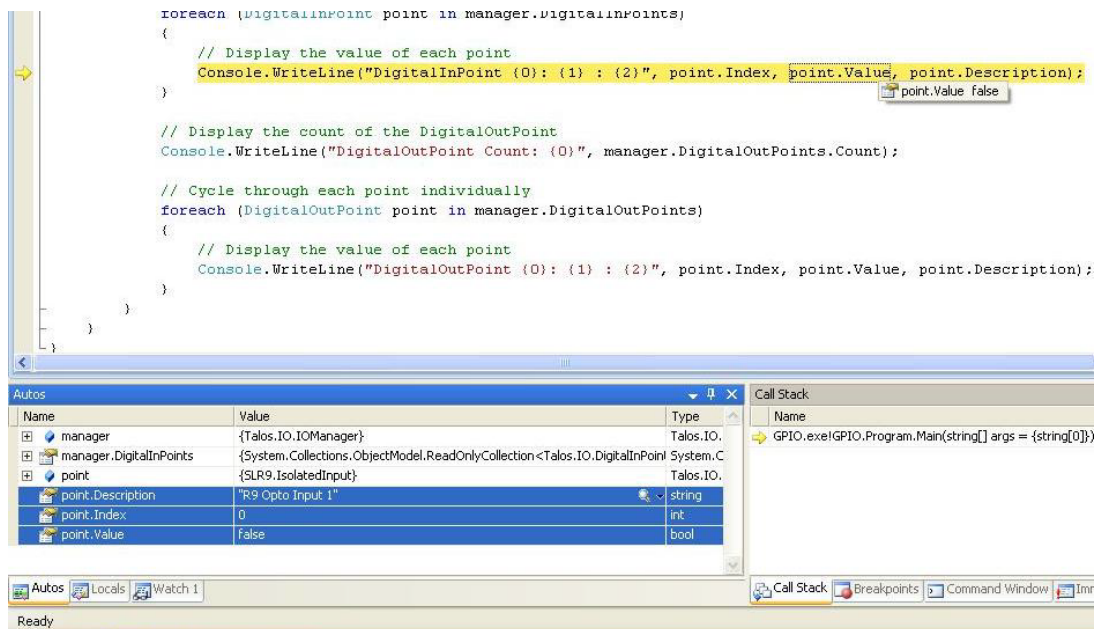 foreach (DigitalInPoint point in manager.DigitalInPoints)
{
// Display the value of each point
Console.WriteLine("DigitalInPoint {0}: {1} : {2}", point.Index, point.Value, point.Description);
point.Value false
}
// Display the count of the DigitalOutPoint
Console.WriteLine("DigitalOutPoint Count: {0}", manager.DigitalOutPoints.Count);
// Cycle through each point individually
foreach (DigitalOutPoint point in manager.DigitalOutPoints)
{
// Display the value of each point
Console.WriteLine("DigitalOutPoint {0}: {1} : {2}", point.Index, point.Value, point.Description);
}
}
}
}
Autos
Name Value Type
manager {Talos.IO.IOManager} Talos.IO.
manager.DigitalInPoints {System.Collections.ObjectModel.ReadOnlyCollection<Talos.IO.DigitalInPoint System.C
point {SLR9.IsolatedInput} Talos.IO.
point.Description "R9 Opto Input 1" string
point.Index 0 int
point.Value false bool
Autos Locals Watch 1
Call Stack
Name
GPIO.exe!GPIO.Program.Main(string[] args = {string[0]})
Call Stack Breakpoints Command Window Imm
Ready